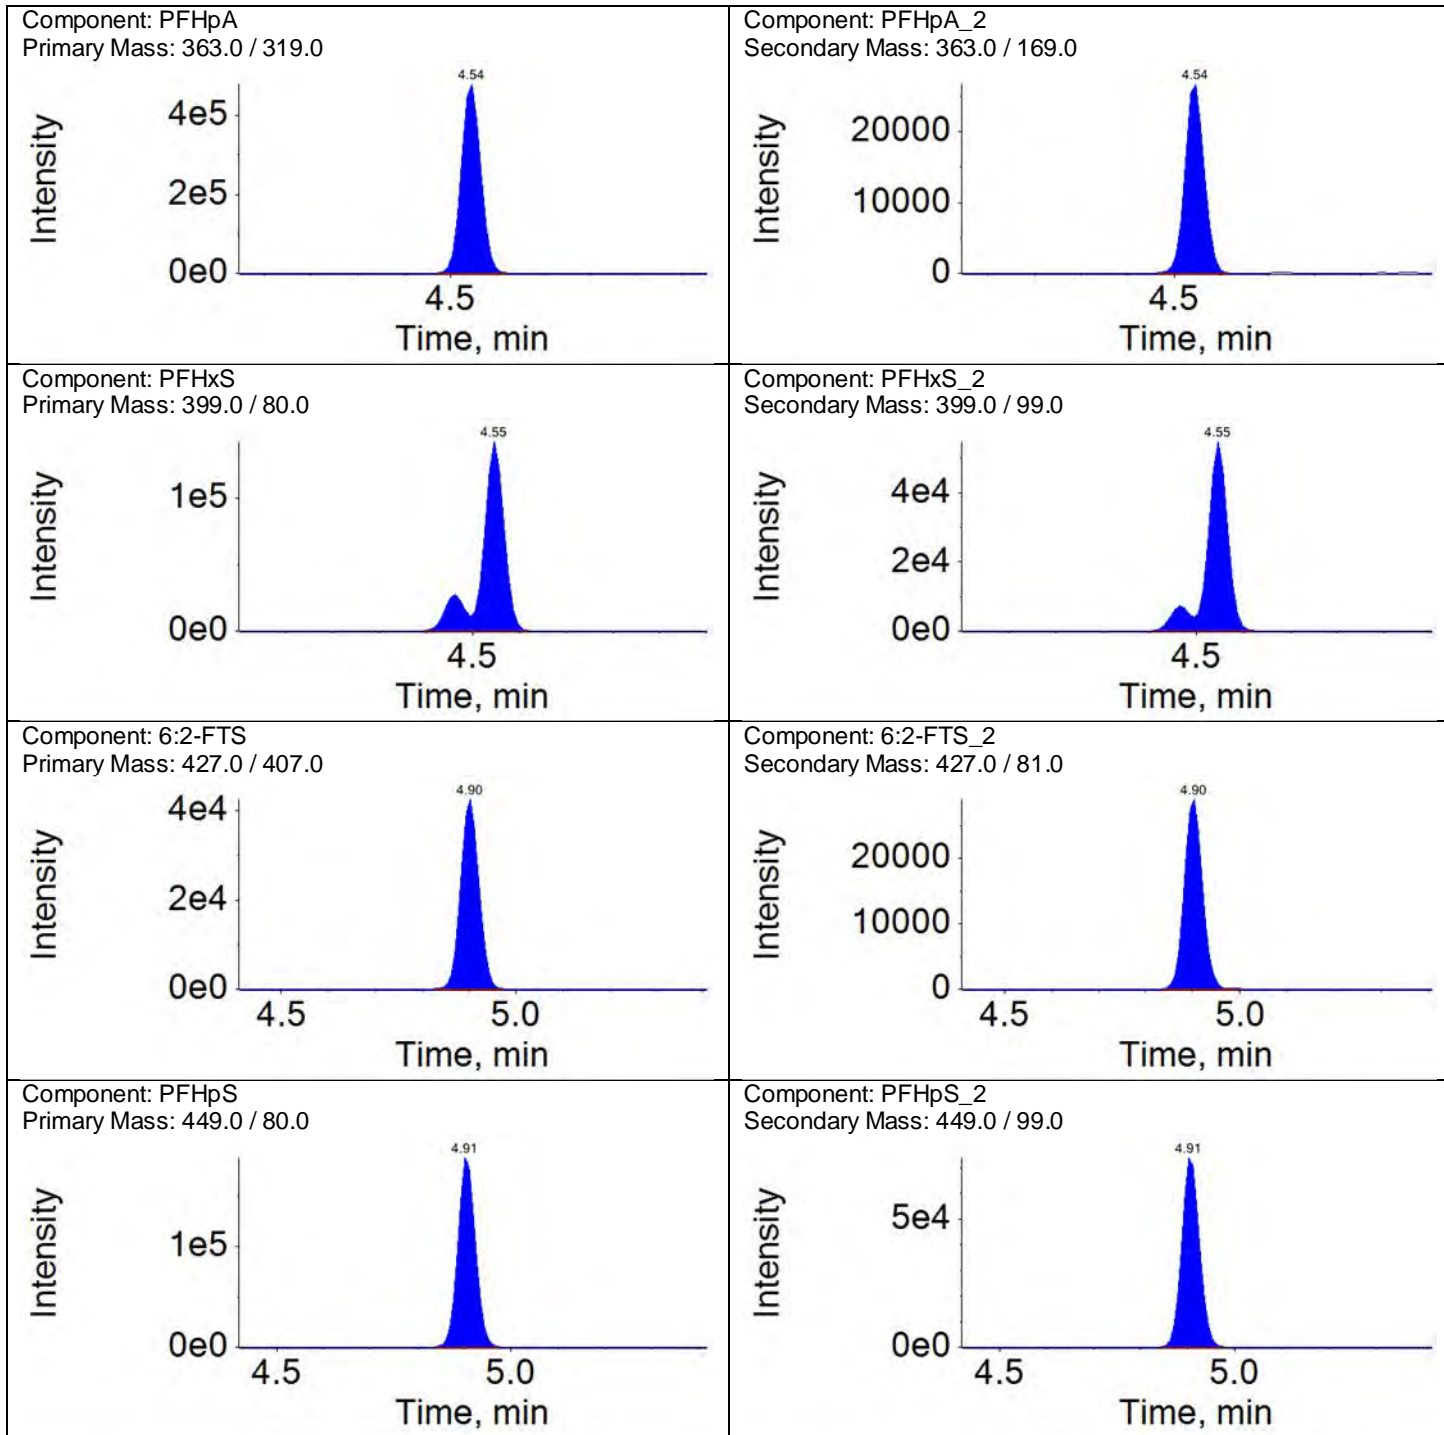 Component: PFHpA
Primary Mass: 363.0 / 319.0
4.54
Intensity
4e5
2e5
0e0
4.5
Time, min
Component: PFHpA_2
Secondary Mass: 363.0 / 169.0
4.54
Intensity
20000
10000
0
4.5
Time, min
Component: PFHxS
Primary Mass: 399.0 / 80.0
4.55
Intensity
1e5
0e0
4.5
Time, min
Component: PFHxS_2
Secondary Mass: 399.0 / 99.0
4.55
Intensity
4e4
2e4
0e0
4.5
Time, min
Component: 6:2-FTS
Primary Mass: 427.0 / 407.0
4.90
Intensity
4e4
2e4
0e0
4.5 5.0
Time, min
Component: 6:2-FTS_2
Secondary Mass: 427.0 / 81.0
4.90
Intensity
20000
10000
0
4.5 5.0
Time, min
Component: PFHpS
Primary Mass: 449.0 / 80.0
4.91
Intensity
1e5
0e0
4.5 5.0
Time, min
Component: PFHpS_2
Secondary Mass: 449.0 / 99.0
4.91
Intensity
5e4
0e0
4.5 5.0
Time, min